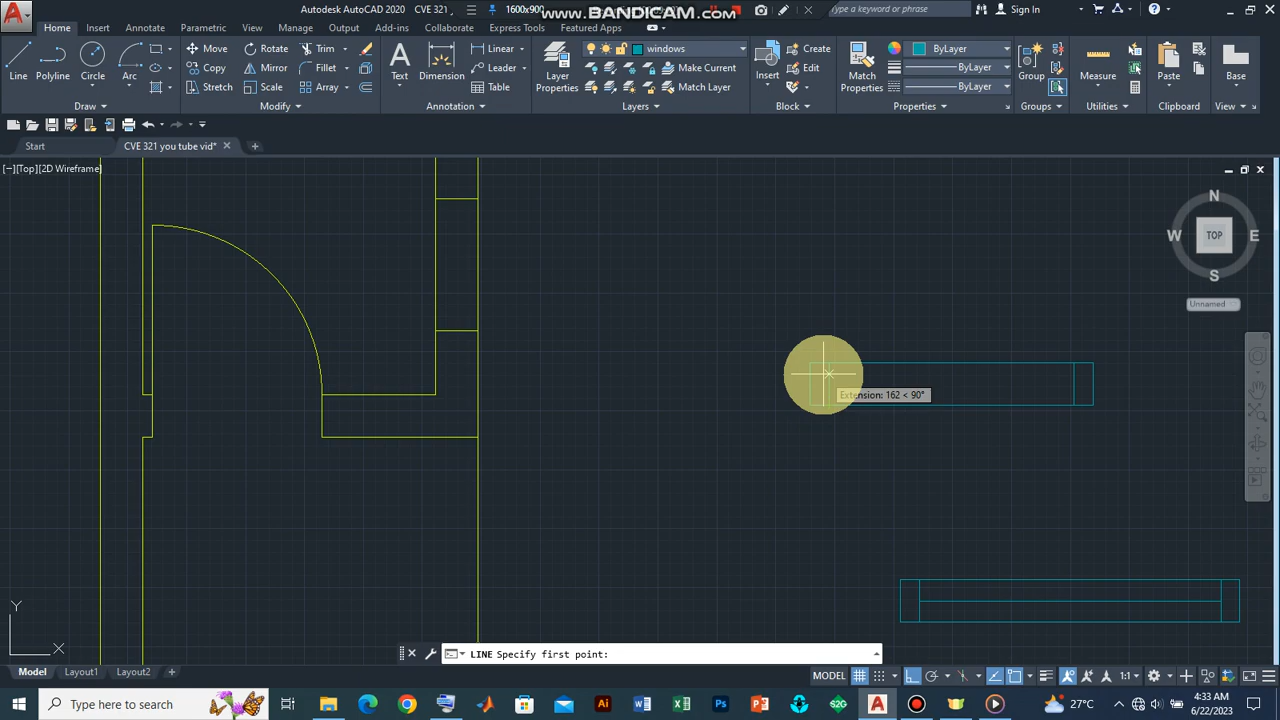 Autodesk AutoCAD 2020 CVE 321
1600x900
www.BANDICAM.com
Type a keyword or phrase
Sign In
Home Insert Annotate Parametric View Manage Output Add-ins Collaborate Express Tools Featured Apps
Line Polyline Circle Arc
Move Rotate Trim
Copy Mirror Fillet
Stretch Scale Array
Text Dimension
Linear
Leader
Table
Layer Properties
windows
Make Current
Match Layer
Insert
Create
Edit
Match Properties
ByLayer
ByLayer
ByLayer
Group
Measure
Paste
Base
Draw Modify Annotation Layers Block Properties Groups Utilities Clipboard View
Start CVE 321 you tube vid*
[–][Top][2D Wireframe]
N
W TOP E
S
Unnamed
Extension: 162 < 90°
Y
X
LINE Specify first point:
Model Layout1 Layout2
MODEL
1:1
Type here to search
27°C
4:33 AM
6/22/2023